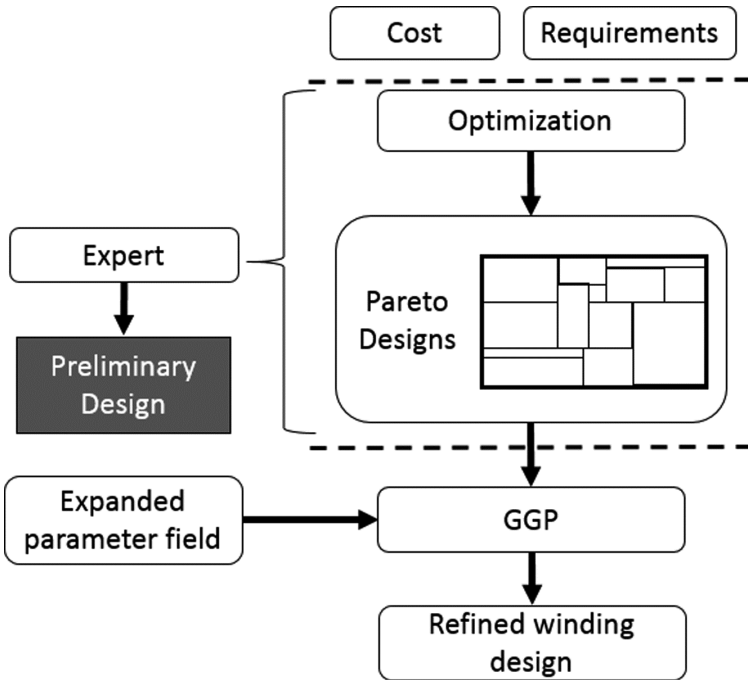 Cost
Requirements
Optimization
Expert
Pareto
Designs
Preliminary
Design
Expanded
parameter field
GGP
Refined winding
design